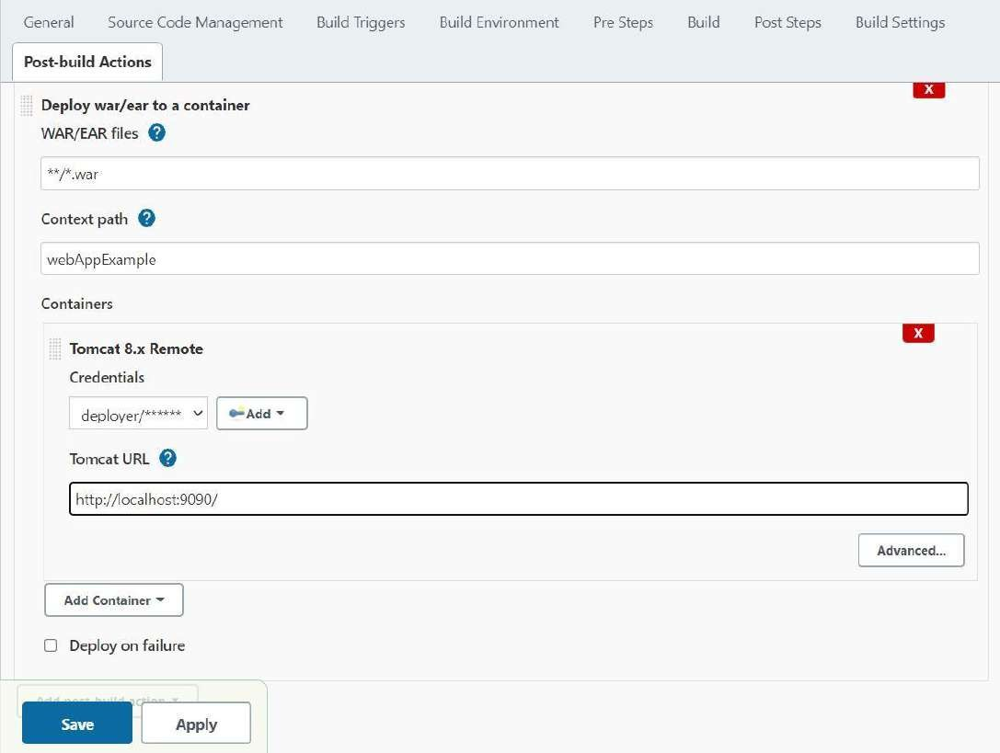 General Source Code Management Build Triggers Build Environment Pre Steps Build Post Steps Build Settings
Post-build Actions
X
Deploy war/ear to a container
WAR/EAR files ?
**/*.war
Context path ?
webAppExample
Containers
X
Tomcat 8.x Remote
Credentials
deployer/****** Add
Tomcat URL ?
http://localhost:9090/
Advanced...
Add Container
Deploy on failure
Add post-build action
Save Apply